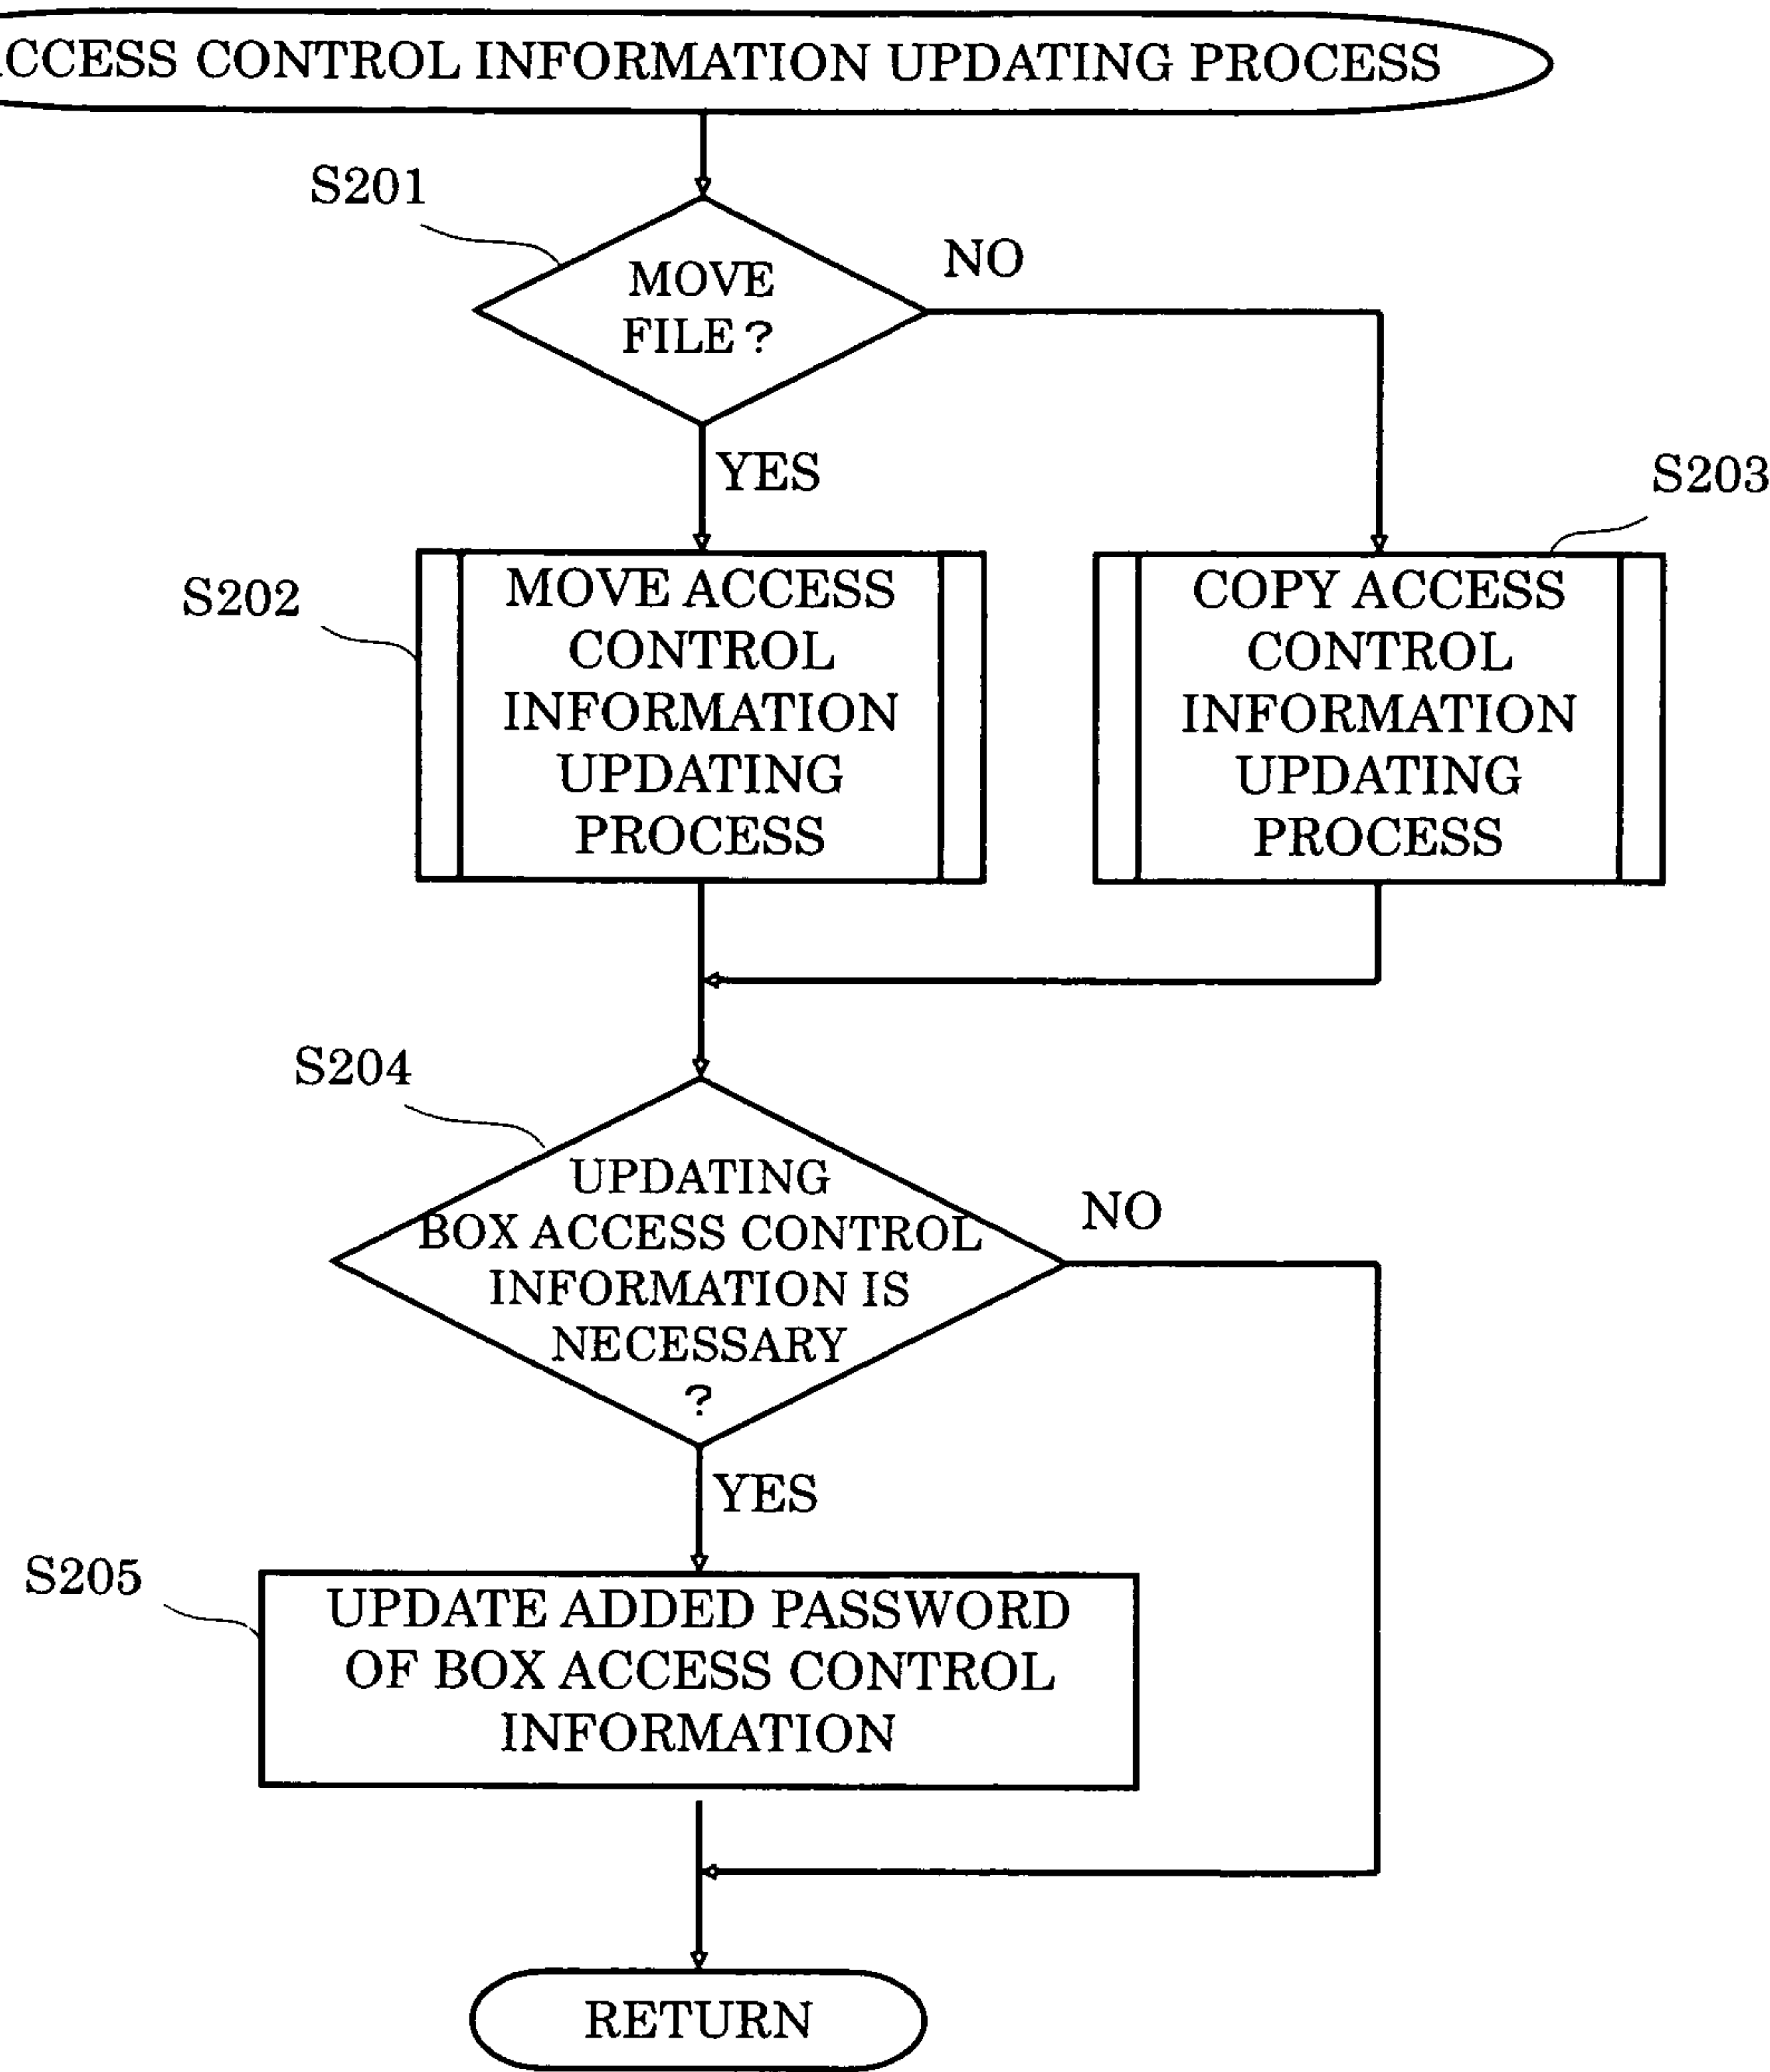 CCESS CONTROL INFORMATION UPDATING PROCESS
S201
MOVE
FILE?
NO
YES
S203
S202
MOVE ACCESS
CONTROL
INFORMATION
UPDATING
PROCESS
COPY ACCESS
CONTROL
INFORMATION
UPDATING
PROCESS
S204
UPDATING
BOX ACCESS CONTROL
INFORMATION IS
NECESSARY
?
NO
YES
S205
UPDATE ADDED PASSWORD
OF BOX ACCESS CONTROL
INFORMATION
RETURN